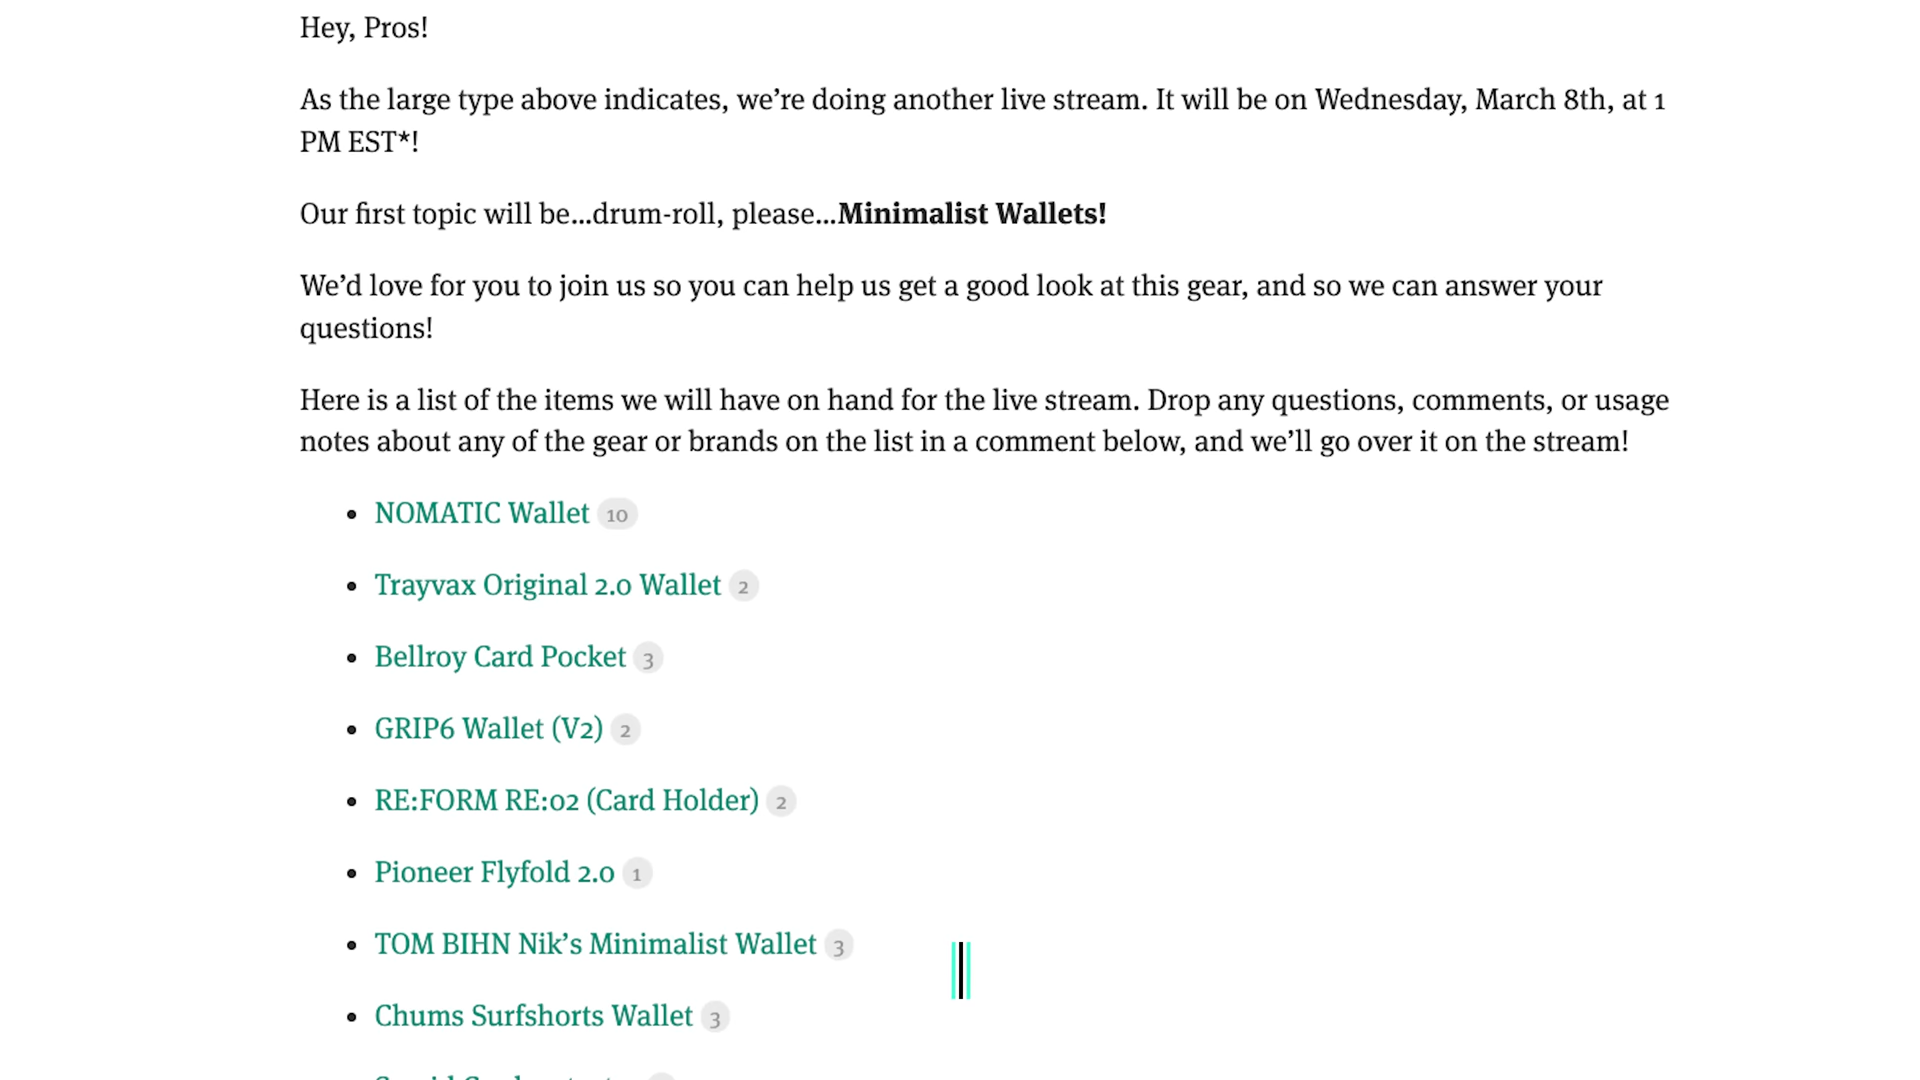 Hey, Pros!
As the large type above indicates, we’re doing another live stream. It will be on Wednesday, March 8th, at 1
PM EST*!
Our first topic will be…drum-roll, please…Minimalist Wallets!
We’d love for you to join us so you can help us get a good look at this gear, and so we can answer your
questions!
Here is a list of the items we will have on hand for the live stream. Drop any questions, comments, or usage
notes about any of the gear or brands on the list in a comment below, and we’ll go over it on the stream!
• NOMATIC Wallet 10
• Trayvax Original 2.0 Wallet 2
• Bellroy Card Pocket 3
• GRIP6 Wallet (V2) 2
• RE:FORM RE:02 (Card Holder) 2
• Pioneer Flyfold 2.0 1
• TOM BIHN Nik’s Minimalist Wallet 3
• Chums Surfshorts Wallet 3